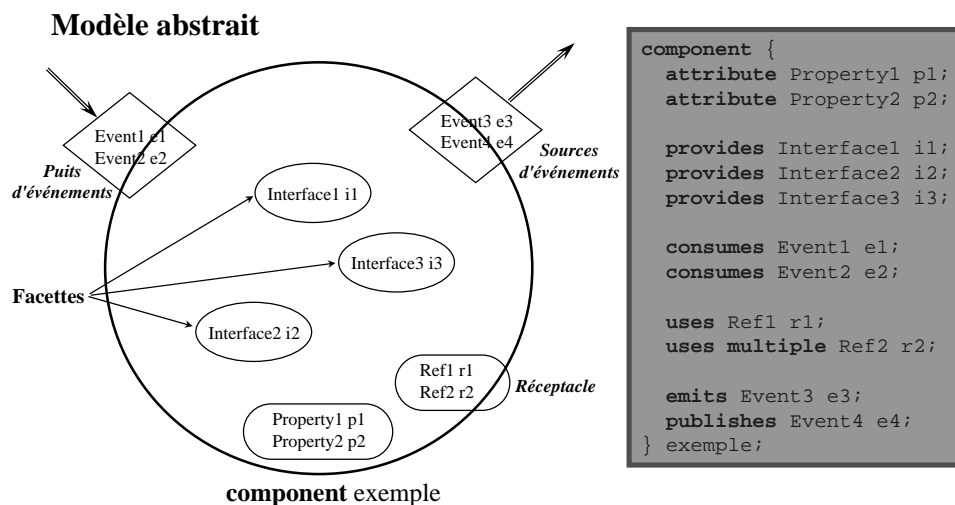 Modèle abstrait
Event1 e1
Event2 e2
Puits
d'événements
Event3 e3
Event4 e4
Sources
d'événements
Interface1 i1
Interface3 i3
Facettes
Interface2 i2
Ref1 r1
Ref2 r2
Réceptacle
Property1 p1
Property2 p2
component exemple
component {
attribute Property1 p1;
attribute Property2 p2;
provides Interface1 i1;
provides Interface2 i2;
provides Interface3 i3;
consumes Event1 e1;
consumes Event2 e2;
uses Ref1 r1;
uses multiple Ref2 r2;
emits Event3 e3;
publishes Event4 e4;
} exemple;